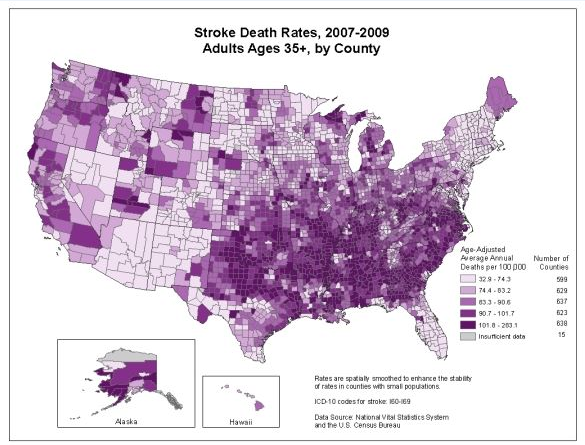 Stroke Death Rates, 2007-2009
Adults Ages 35+, by County
Age-Adjusted
Average Annual
Deaths per 100,000
Number of
Counties
32.9 - 74.3 599
74.4 - 83.2 629
83.3 - 90.6 637
90.7 - 101.7 623
101.8 - 263.1 638
Insufficient data 15
Alaska
Hawaii
Rates are spatially smoothed to enhance the stability
of rates in counties with small populations.
ICD-10 codes for stroke: I60-I69
Data Source: National Vital Statistics System
and the U.S. Census Bureau